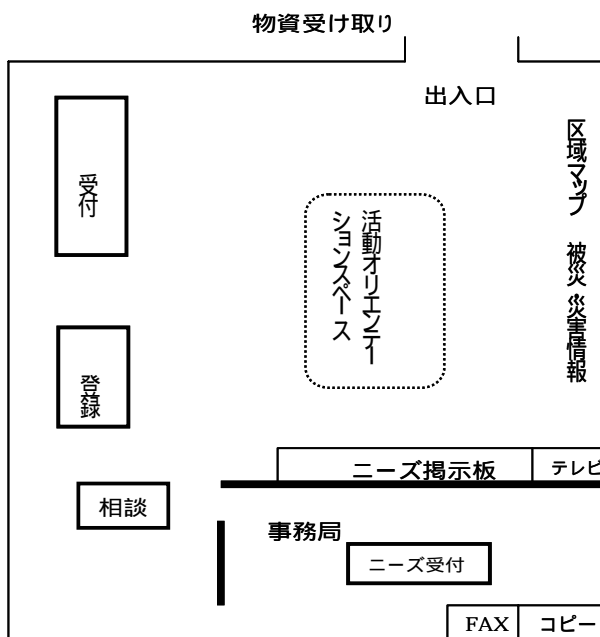 物資受け取り
出入口
受付
区域マップ 被災・災害情報
活動オリエンテー
ションスペース
登録
ニーズ掲示板
テレビ
相談
事務局
ニーズ受付
FAX
コピー